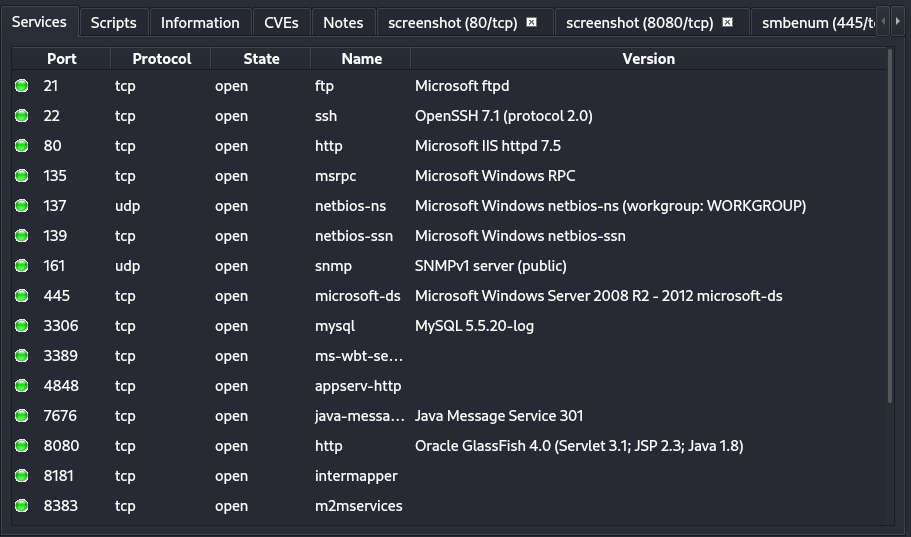 Services Scripts Information CVEs Notes screenshot (80/tcp) screenshot (8080/tcp) smbenum (445/t
Port Protocol State Name Version
21 tcp open ftp Microsoft ftpd
22 tcp open ssh OpenSSH 7.1 (protocol 2.0)
80 tcp open http Microsoft IIS httpd 7.5
135 tcp open msrpc Microsoft Windows RPC
137 udp open netbios-ns Microsoft Windows netbios-ns (workgroup: WORKGROUP)
139 tcp open netbios-ssn Microsoft Windows netbios-ssn
161 udp open snmp SNMPv1 server (public)
445 tcp open microsoft-ds Microsoft Windows Server 2008 R2 - 2012 microsoft-ds
3306 tcp open mysql MySQL 5.5.20-log
3389 tcp open ms-wbt-se...
4848 tcp open appserv-http
7676 tcp open java-messa... Java Message Service 301
8080 tcp open http Oracle GlassFish 4.0 (Servlet 3.1; JSP 2.3; Java 1.8)
8181 tcp open intermapper
8383 tcp open m2mservices